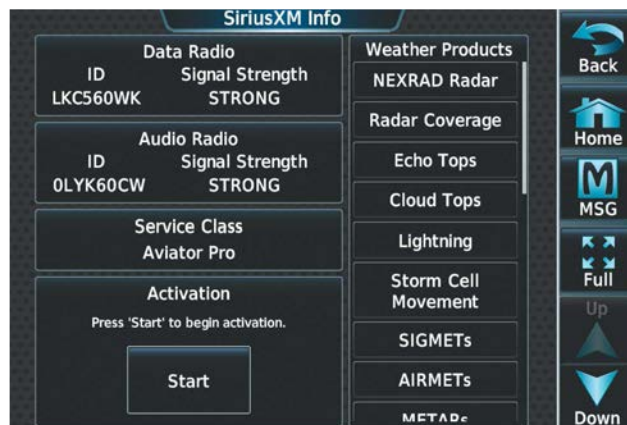 SiriusXM Info
Data Radio
ID Signal Strength
LKC560WK STRONG
Audio Radio
ID Signal Strength
0LYK60CW STRONG
Service Class
Aviator Pro
Activation
Press 'Start' to begin activation.
Start
Weather Products
NEXRAD Radar
Radar Coverage
Echo Tops
Cloud Tops
Lightning
Storm Cell
Movement
SIGMETs
AIRMETs
METARs
Back
Home
MSG
Full
Up
Down